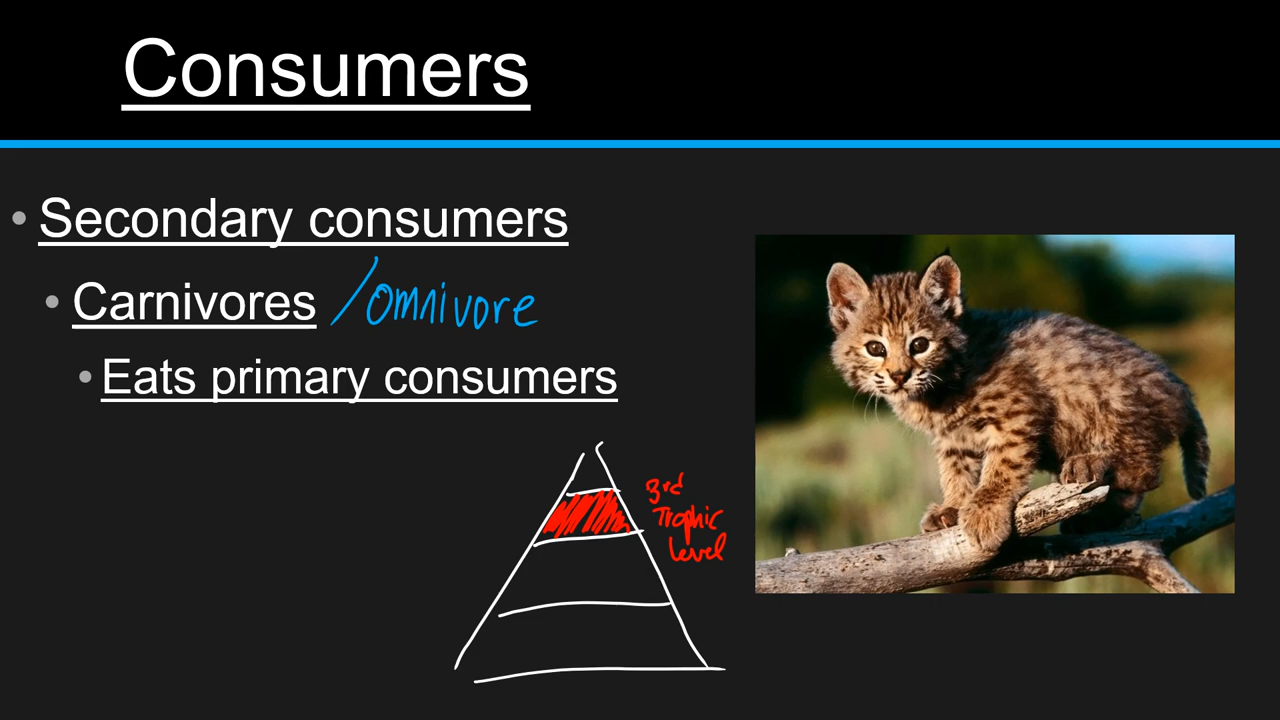 Consumers
• Secondary consumers
• Carnivores /omnivore
• Eats primary consumers
3rd
Trophic
level